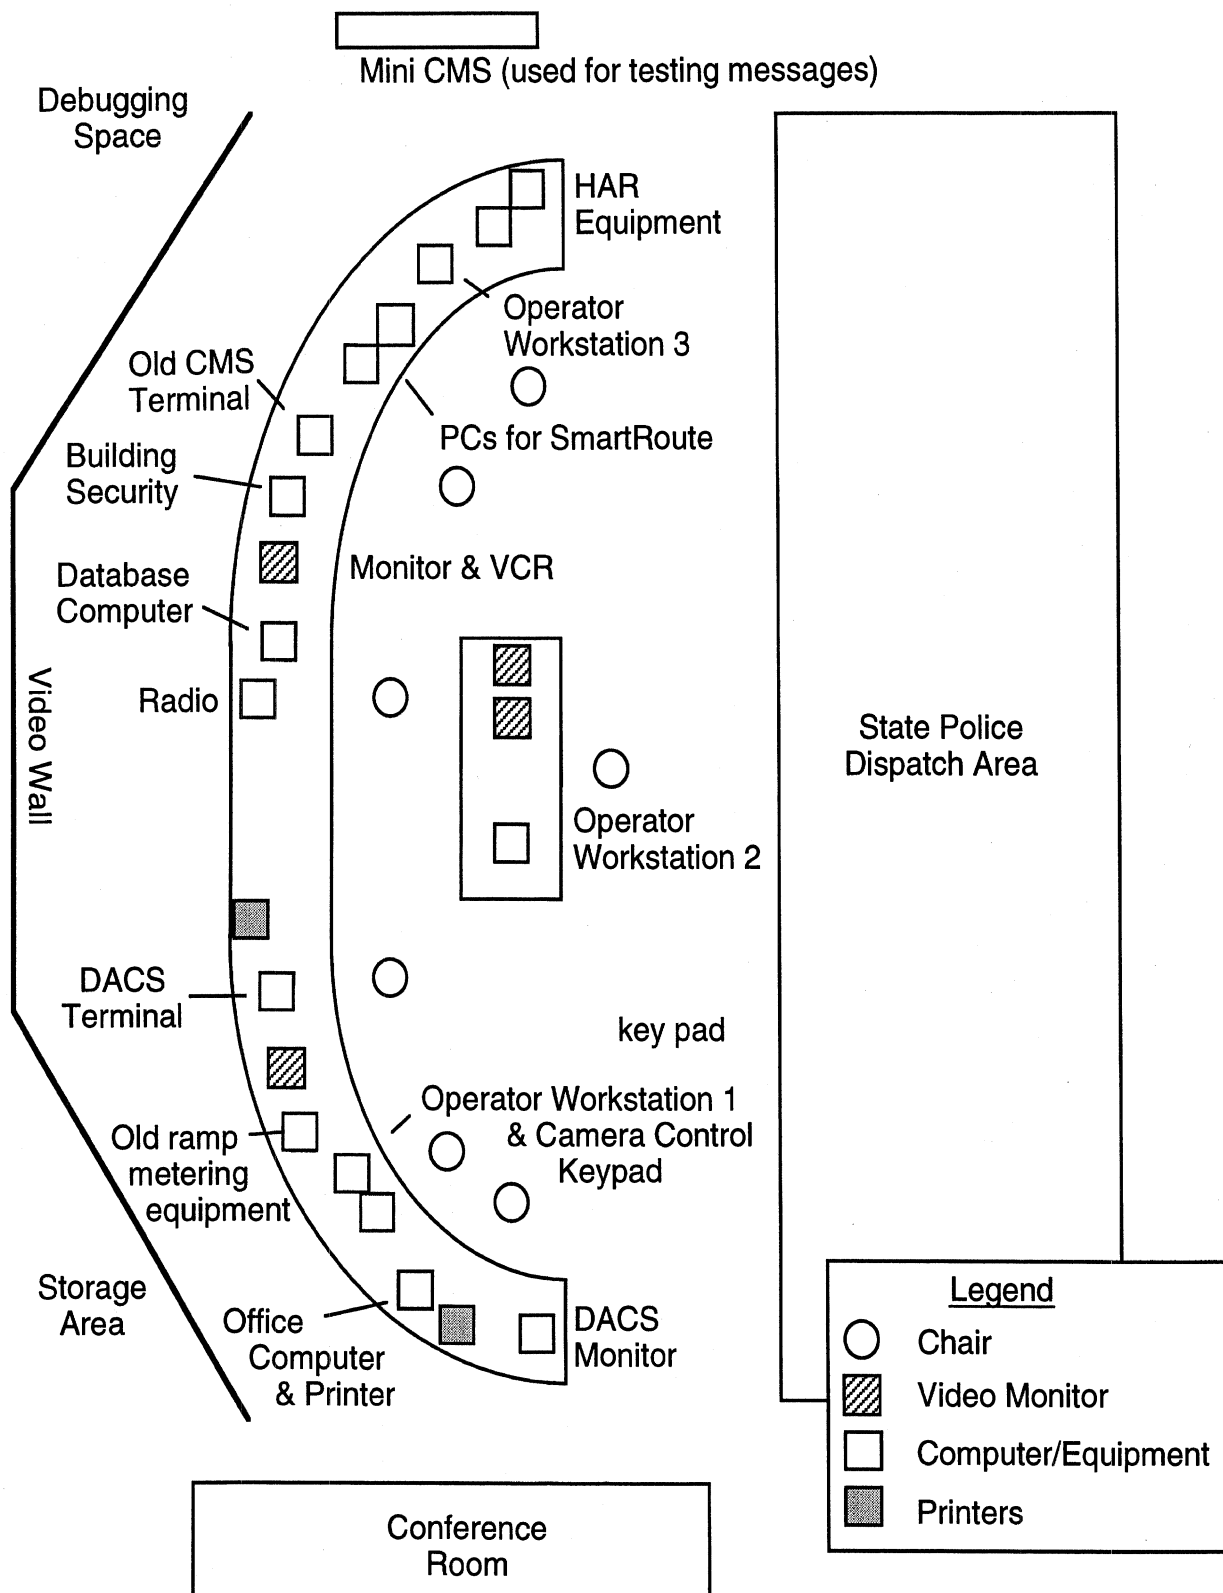 Mini CMS (used for testing messages)
Debugging
Space
HAR
Equipment
Operator
Workstation 3
Old CMS
Terminal
PCs for SmartRoute
Building
Security
Monitor & VCR
Database
Computer
Radio
Video Wall
State Police
Dispatch Area
Operator
Workstation 2
DACS
Terminal
key pad
Operator Workstation 1
& Camera Control
Keypad
Old ramp
metering
equipment
Storage
Area
Office
Computer
& Printer
DACS
Monitor
Legend
Chair
Video Monitor
Computer/Equipment
Printers
Conference
Room